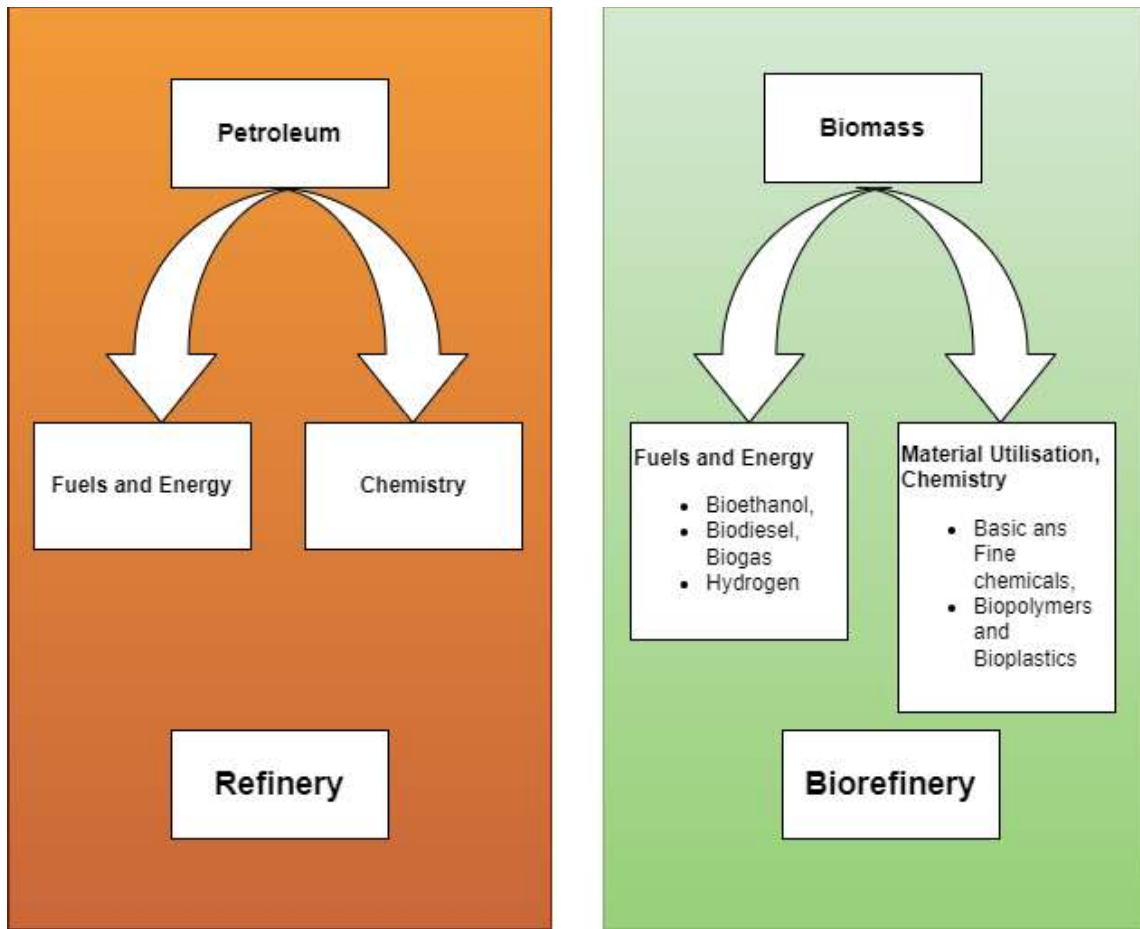 Petroleum
Fuels and Energy
Chemistry
Refinery
Biomass
Fuels and Energy
• Bioethanol,
• Biodiesel,
Biogas
• Hydrogen
Material Utilisation,
Chemistry
• Basic ans
Fine
chemicals,
• Biopolymers
and
Bioplastics
Biorefinery